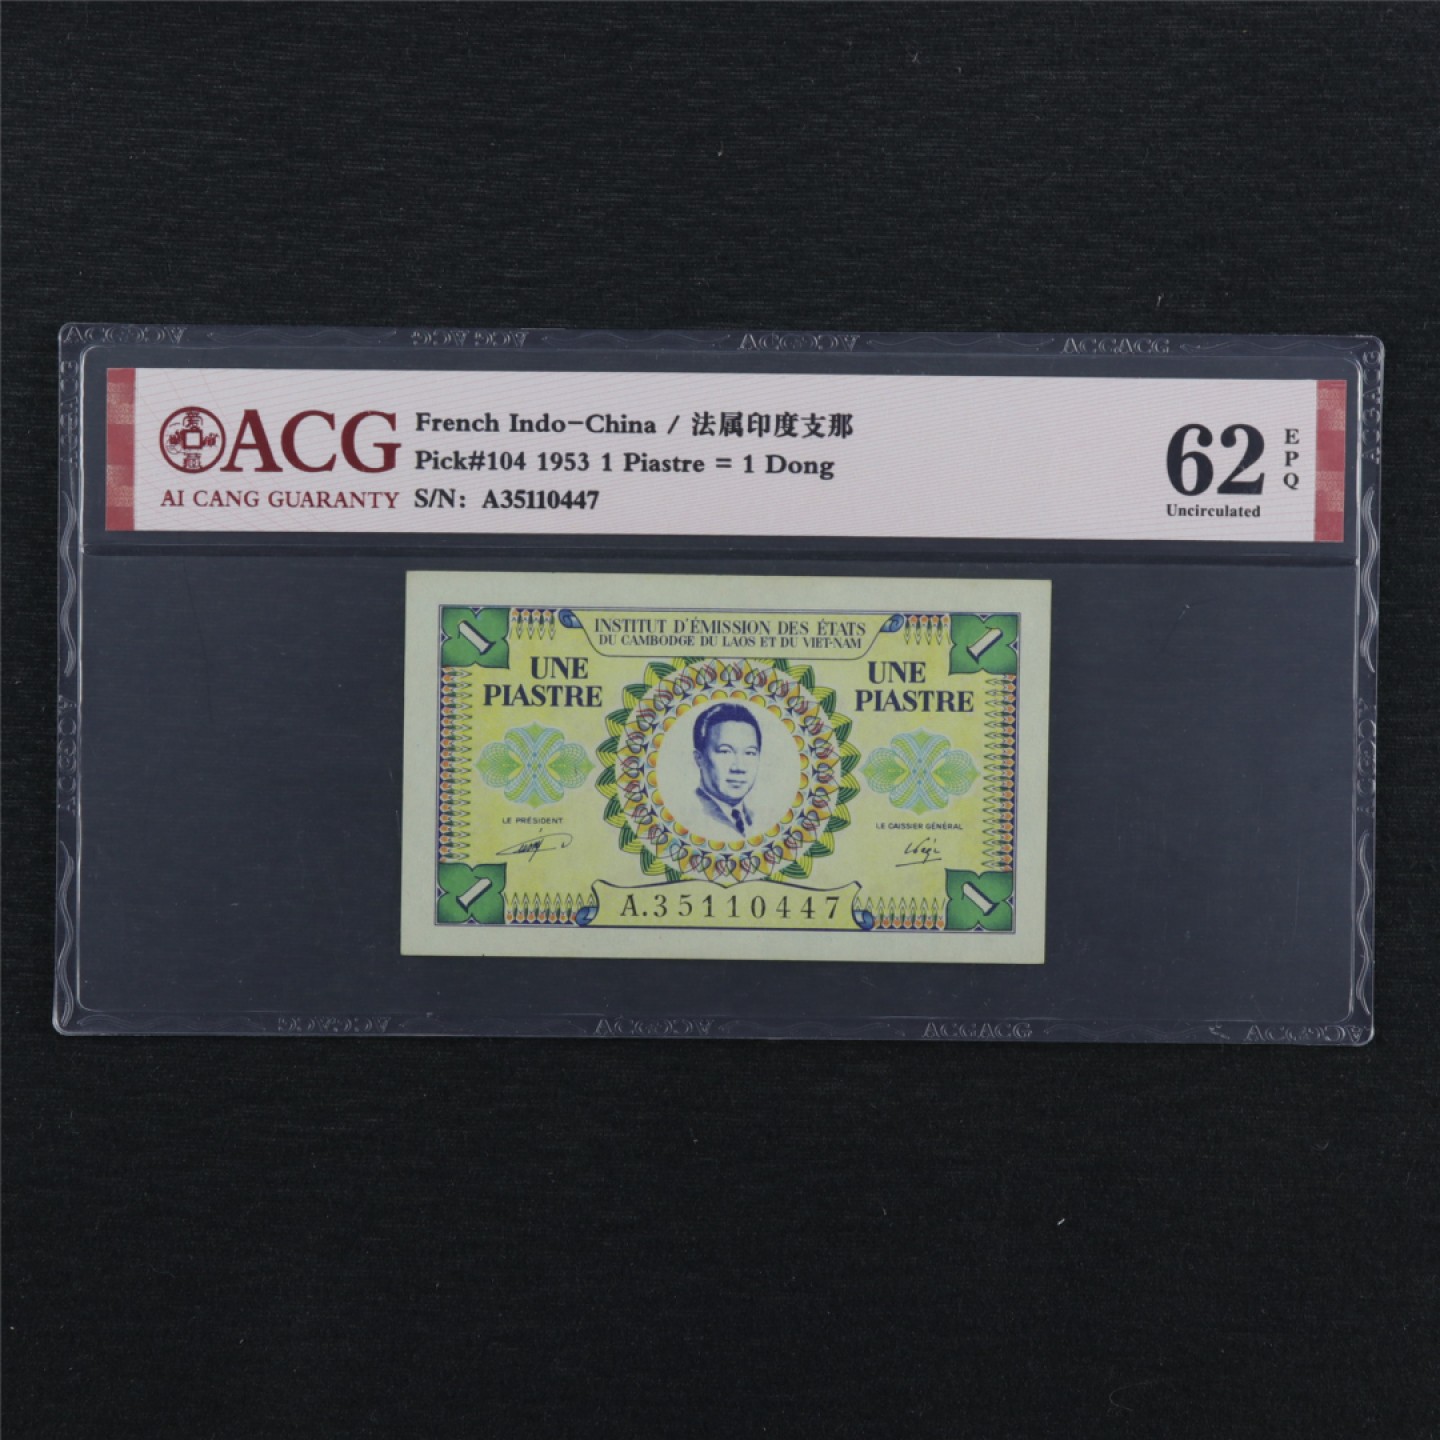 ACG
AI CANG GUARANTY
French Indo-China / 法属印度支那
Pick#104 1953 1 Piastre = 1 Dong
S/N: A35110447
62
EPQ
Uncirculated
INSTITUT D'ÉMISSION DES ÉTATS
DU CAMBODGE DU LAOS ET DU VIET-NAM
1
1
UNE
PIASTRE
UNE
PIASTRE
LE PRÉSIDENT
LE CAISSIER GÉNÉRAL
1
1
A.35110447